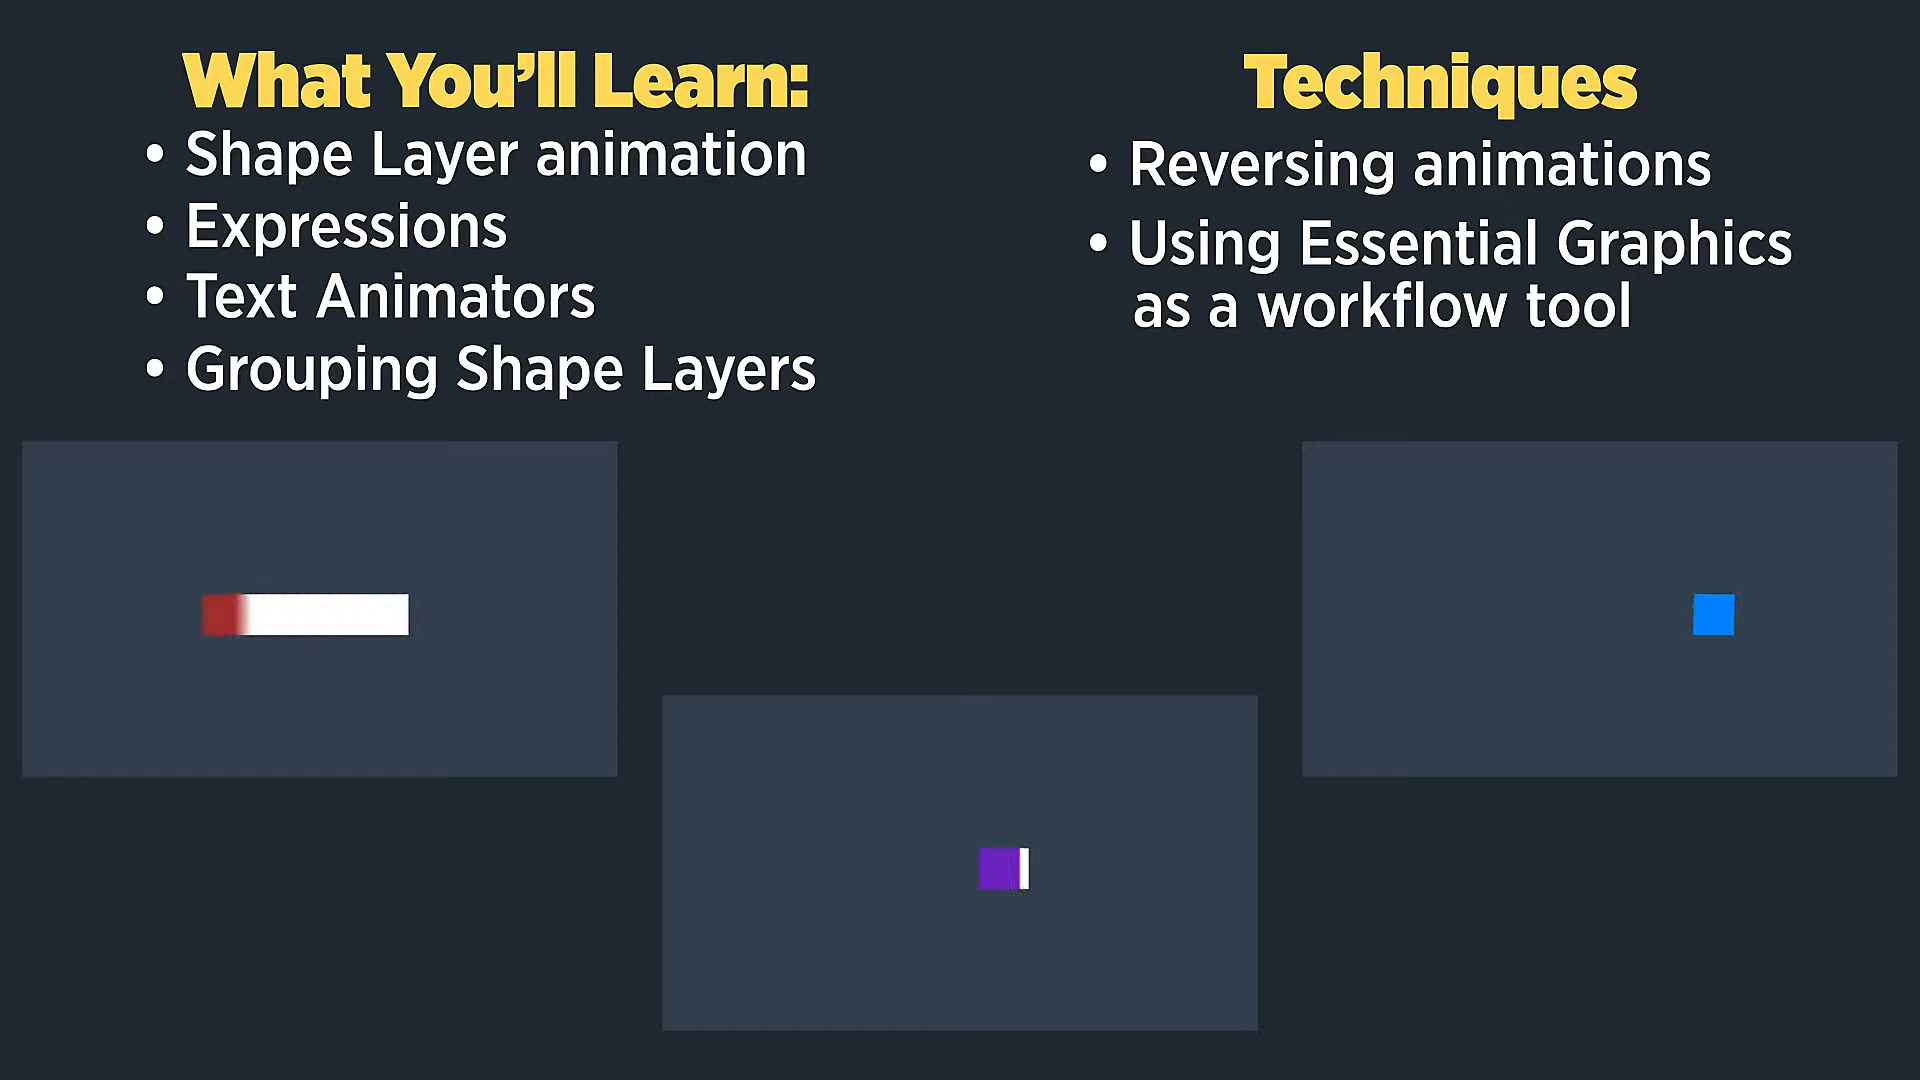 What You’ll Learn:
• Shape Layer animation
• Expressions
• Text Animators
• Grouping Shape Layers
Techniques
• Reversing animations
• Using Essential Graphics
as a workflow tool